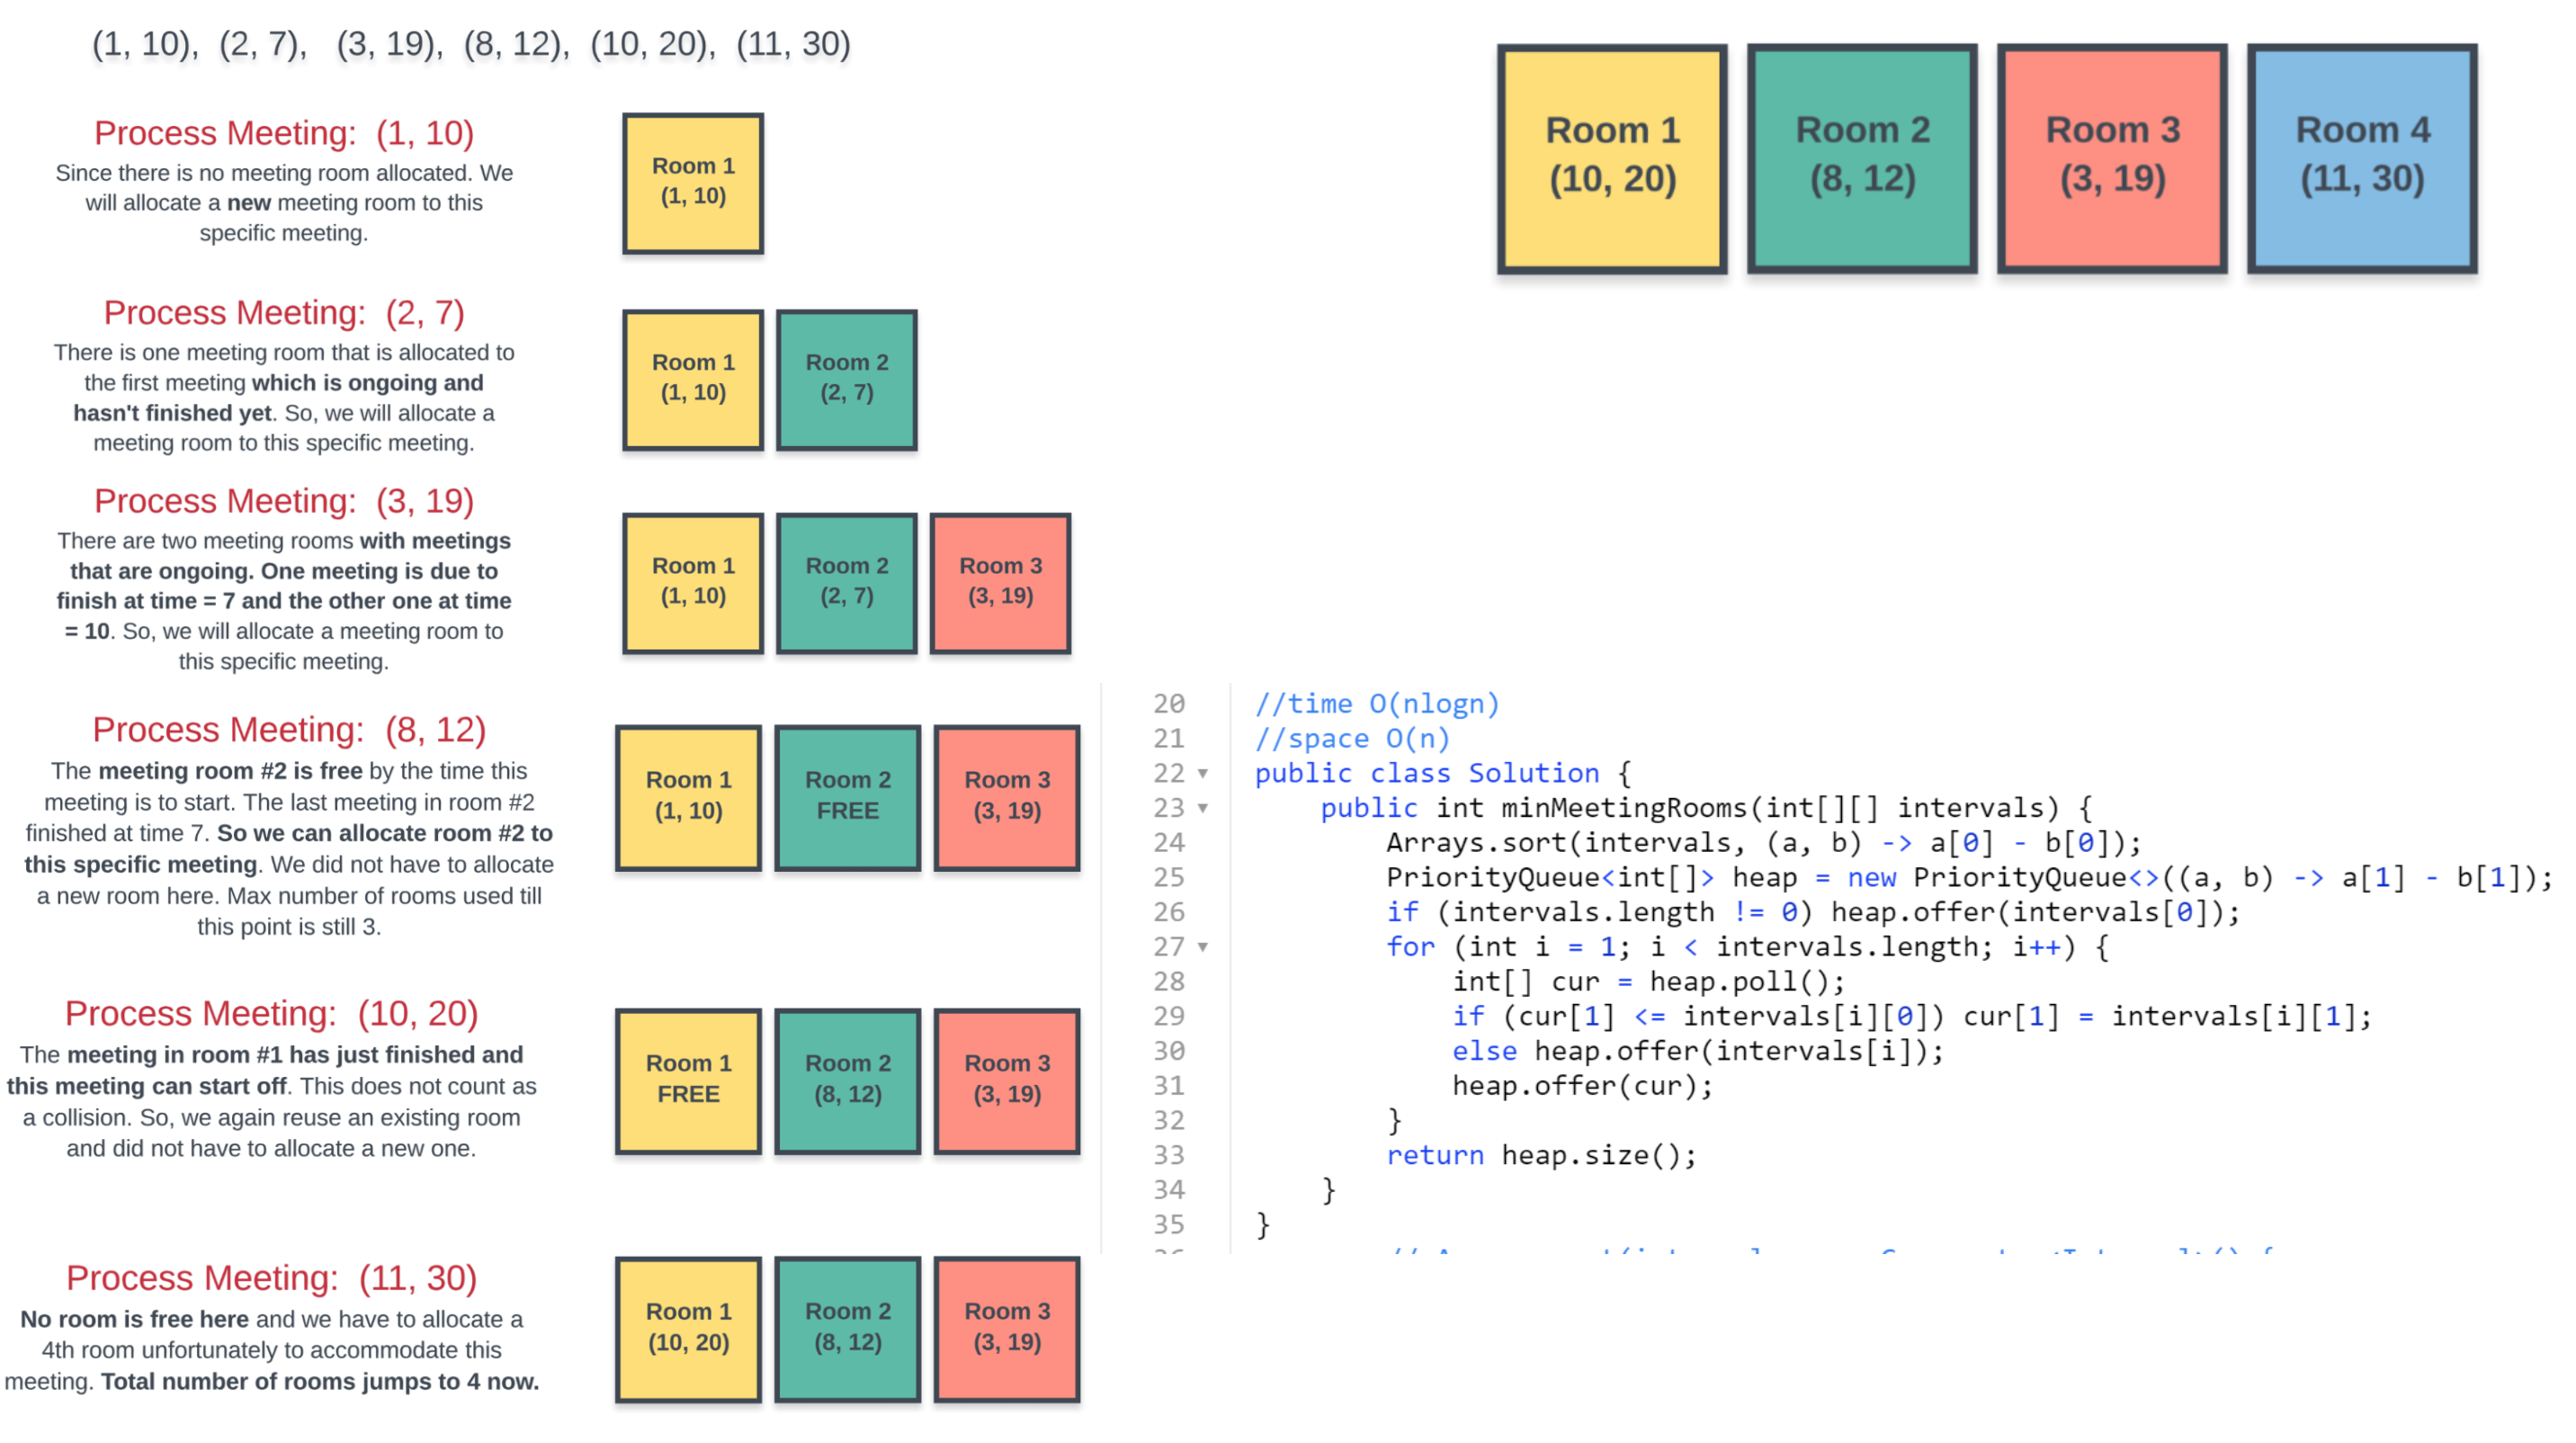 (1, 10), (2, 7), (3, 19), (8, 12), (10, 20), (11, 30)
Process Meeting: (1, 10)
Since there is no meeting room allocated. We
will allocate a new meeting room to this
specific meeting.
Room 1
(1, 10)
Process Meeting: (2, 7)
There is one meeting room that is allocated to
the first meeting which is ongoing and
hasn't finished yet. So, we will allocate a
meeting room to this specific meeting.
Room 1
(1, 10)
Room 2
(2, 7)
Process Meeting: (3, 19)
There are two meeting rooms with meetings
that are ongoing. One meeting is due to
finish at time = 7 and the other one at time
= 10. So, we will allocate a meeting room to
this specific meeting.
Room 1
(1, 10)
Room 2
(2, 7)
Room 3
(3, 19)
Process Meeting: (8, 12)
The meeting room #2 is free by the time this
meeting is to start. The last meeting in room #2
finished at time 7. So we can allocate room #2 to
this specific meeting. We did not have to allocate
a new room here. Max number of rooms used till
this point is still 3.
Room 1
(1, 10)
Room 2
FREE
Room 3
(3, 19)
Process Meeting: (10, 20)
The meeting in room #1 has just finished and
this meeting can start off. This does not count as
a collision. So, we again reuse an existing room
and did not have to allocate a new one.
Room 1
FREE
Room 2
(8, 12)
Room 3
(3, 19)
Process Meeting: (11, 30)
No room is free here and we have to allocate a
4th room unfortunately to accommodate this
meeting. Total number of rooms jumps to 4 now.
Room 1
(10, 20)
Room 2
(8, 12)
Room 3
(3, 19)
Room 1
(10, 20)
Room 2
(8, 12)
Room 3
(3, 19)
Room 4
(11, 30)
20 //time O(nlogn)
21 //space O(n)
22 public class Solution {
23 public int minMeetingRooms(int[][] intervals) {
24 Arrays.sort(intervals, (a, b) -> a[0] - b[0]);
25 PriorityQueue<int[]> heap = new PriorityQueue<>((a, b) -> a[1] - b[1]);
26 if (intervals.length != 0) heap.offer(intervals[0]);
27 for (int i = 1; i < intervals.length; i++) {
28 int[] cur = heap.poll();
29 if (cur[1] <= intervals[i][0]) cur[1] = intervals[i][1];
30 else heap.offer(intervals[i]);
31 heap.offer(cur);
32 }
33 return heap.size();
34 }
35 }